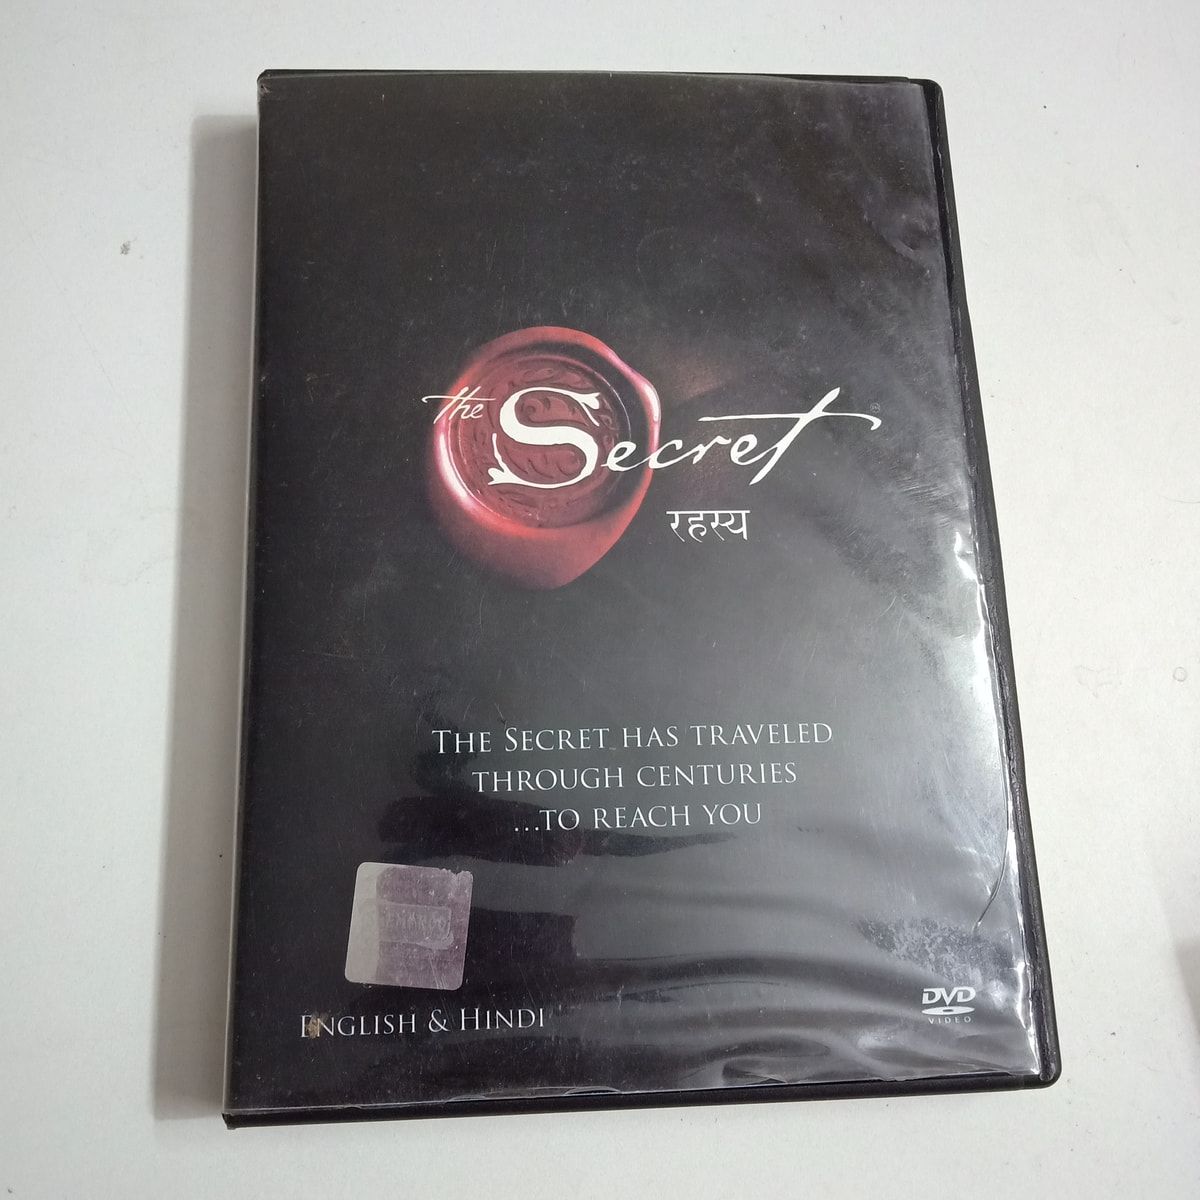 the Secret
रहस्य
THE SECRET HAS TRAVELED
THROUGH CENTURIES
...TO REACH YOU
ENGLISH & HINDI
DVD
VIDEO